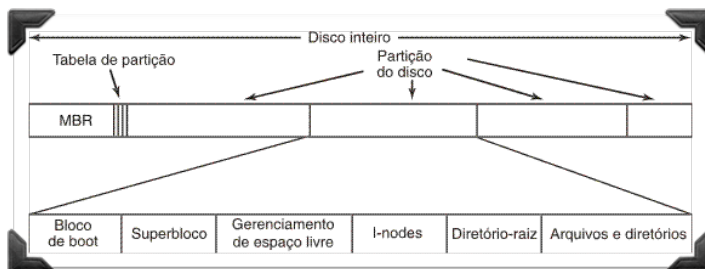 Disco inteiro
Tabela de partição
Partição
do disco
MBR
Bloco
de boot
Superbloco
Gerenciamento
de espaço livre
I-nodes
Diretório-raiz
Arquivos e diretórios